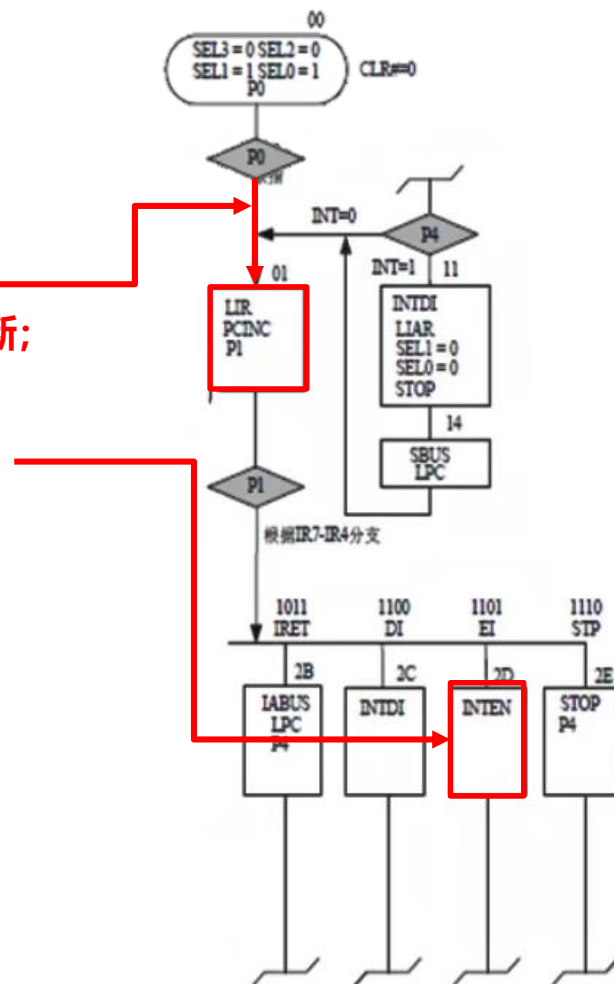 00
SEL3 = 0 SEL2 = 0
SEL1 = 1 SEL0 = 1
P0
CLR#=0
P0
INT=0
P4
01
INT=1
11
LIR
PCINC
P1
INTDI
LIAR
SEL1 = 0
SEL0 = 0
STOP
新;
14
SBUS
LPC
P1
根据IR7-IR4分支
1011
IRET
1100
DI
1101
EI
1110
STP
2B
2C
2D
2E
IABUS
LPC
P4
INTDI
INTEN
STOP
P4